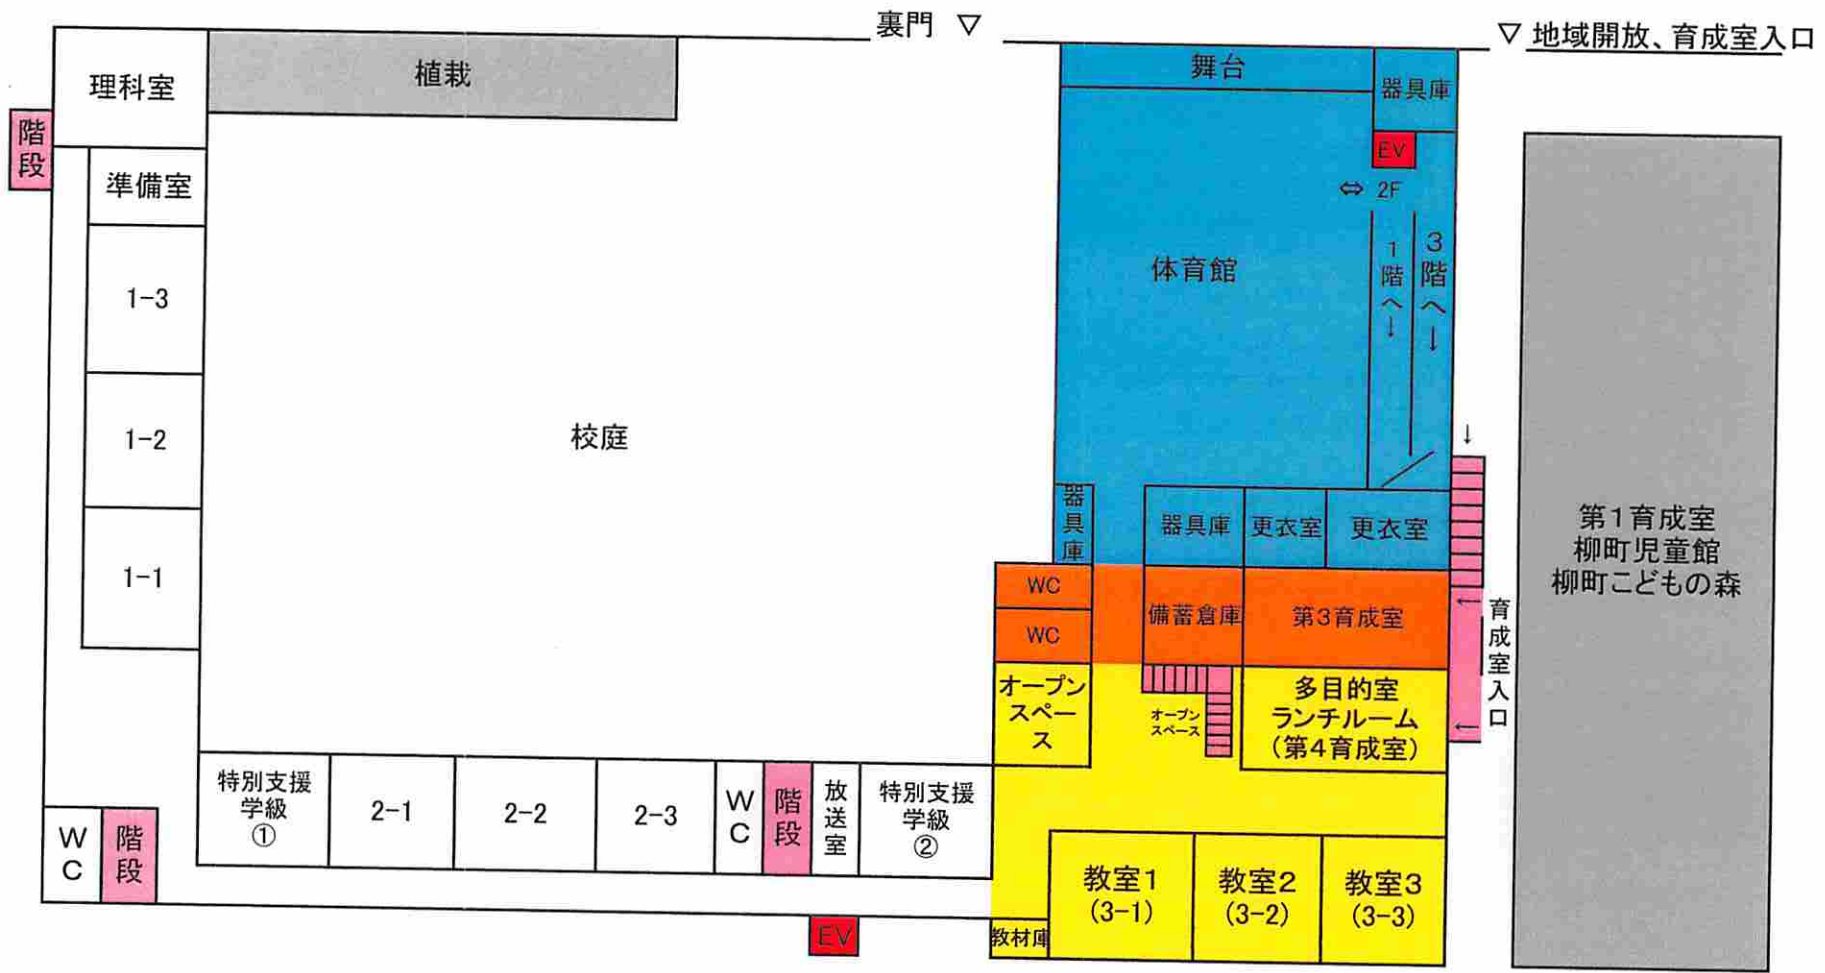 裏門 ▽
▽ 地域開放、育成室入口
理科室
植栽
舞台
器具庫
階段
EV
準備室
⇔ 2F
1階へ↓
3階へ↓
体育館
1-3
1-2
校庭
↓
1-1
器具庫
器具庫
更衣室
更衣室
第1育成室
柳町児童館
柳町こどもの森
WC
WC
備蓄倉庫
第3育成室
←
育成室入口
←
オープン
スペー
ス
オープン
スペース
多目的室
ランチルーム
(第4育成室)
特別支援
学級
①
2-1
2-2
2-3
WC
階段
放送室
特別支援
学級
②
WC
階段
教室1
(3-1)
教室2
(3-2)
教室3
(3-3)
EV
教材庫